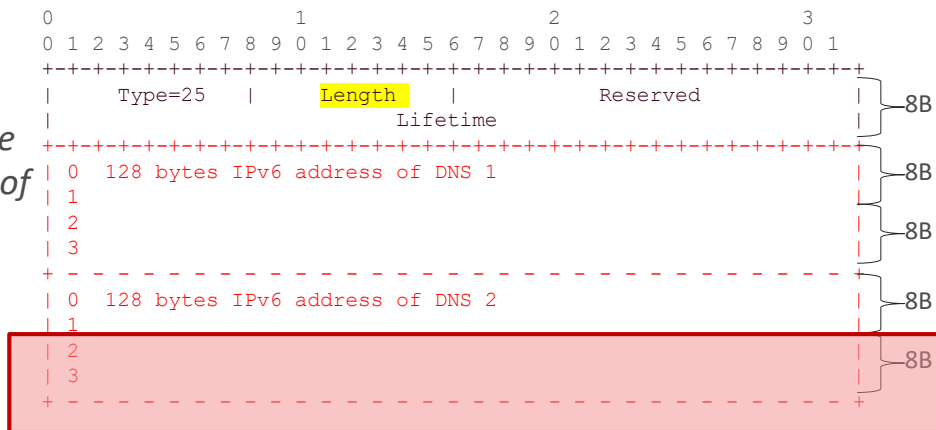 0 1 2 3
0 1 2 3 4 5 6 7 8 9 0 1 2 3 4 5 6 7 8 9 0 1 2 3 4 5 6 7 8 9 0 1
+-+-+-+-+-+-+-+-+-+-+-+-+-+-+-+-+-+-+-+-+-+-+-+-+-+-+-+-+-+-+-+-+
| Type=25 | Length | Reserved |
8B
| Lifetime |
e
+-+-+-+-+-+-+-+-+-+-+-+-+-+-+-+-+-+-+-+-+-+-+-+-+-+-+-+-+-+-+-+-+
of
| 0 128 bytes IPv6 address of DNS 1 |
8B
| 1 |
| 2 |
8B
| 3 |
+ - - - - - - - - - - - - - - - - - - - - - - - - - - - - - - - +
| 0 128 bytes IPv6 address of DNS 2 |
8B
| 1 |
| 2 |
8B
| 3 |
+ - - - - - - - - - - - - - - - - - - - - - - - - - - - - - - - +